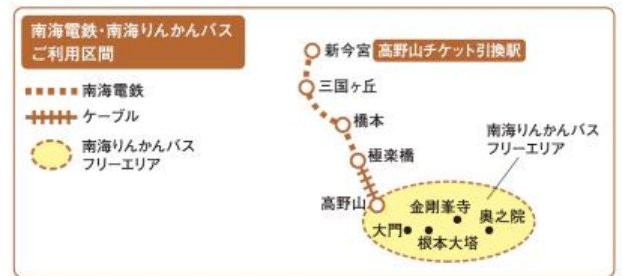 南海電鉄・南海りんかんバス
ご利用区間
南海電鉄
ケーブル
南海りんかんバス
フリーエリア
新今宮 高野山チケット引換駅
三国ヶ丘
橋本
極楽橋
高野山
南海りんかんバス
フリーエリア
金剛峯寺
奥之院
大門
根本大塔